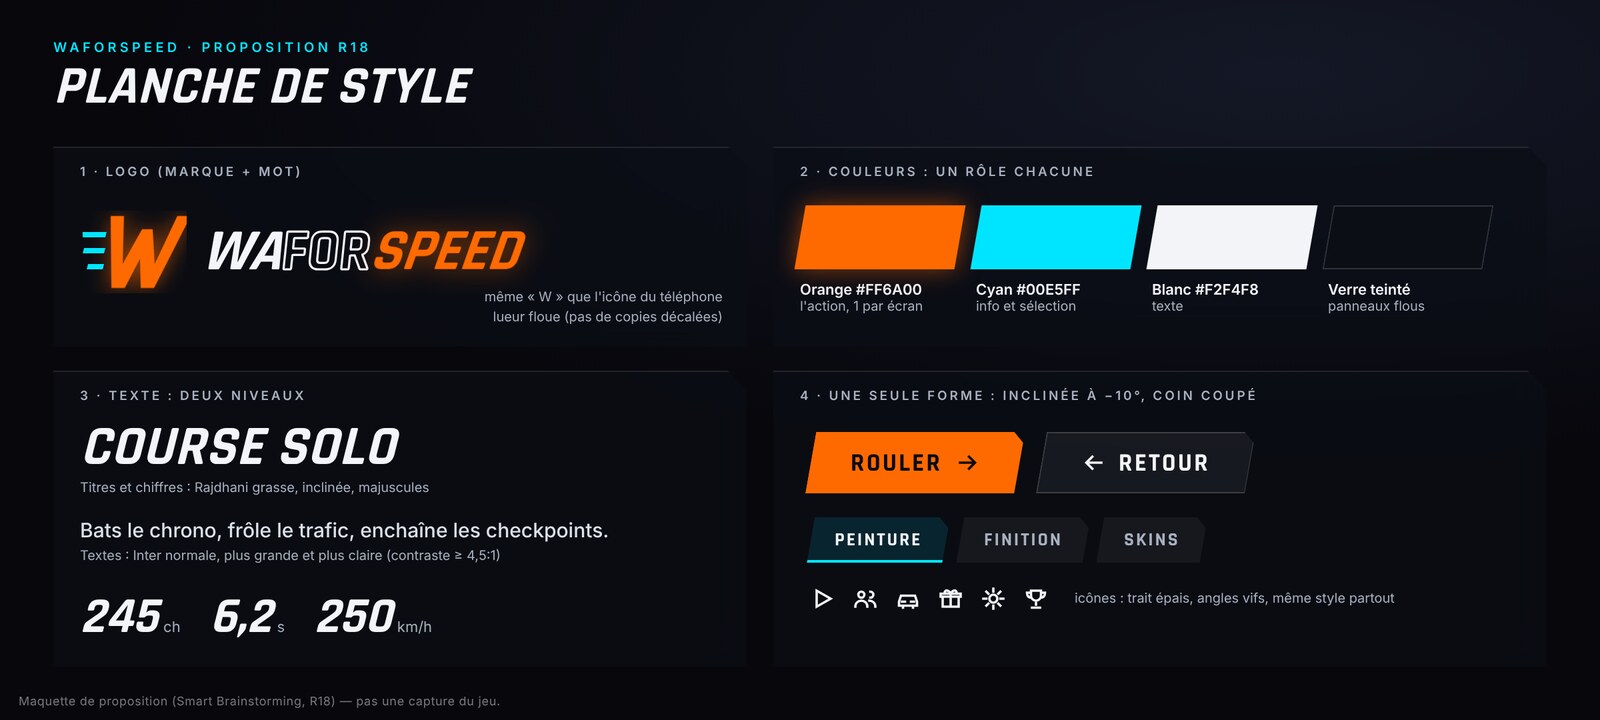 WAFORSPEED · PROPOSITION R18
PLANCHE DE STYLE
1 · LOGO (MARQUE + MOT)
W WAFORSPEED
même « W » que l'icône du téléphone
lueur floue (pas de copies décalées)
2 · COULEURS : UN RÔLE CHACUNE
Orange #FF6A00
l'action, 1 par écran
Cyan #00E5FF
info et sélection
Blanc #F2F4F8
texte
Verre teinté
panneaux flous
3 · TEXTE : DEUX NIVEAUX
COURSE SOLO
Titres et chiffres : Rajdhani grasse, inclinée, majuscules
Bats le chrono, frôle le trafic, enchaîne les checkpoints.
Textes : Inter normale, plus grande et plus claire (contraste ≥ 4,5:1)
245 ch 6,2 s 250 km/h
4 · UNE SEULE FORME : INCLINÉE À −10°, COIN COUPÉ
ROULER → ← RETOUR
PEINTURE FINITION SKINS
icônes : trait épais, angles vifs, même style partout
Maquette de proposition (Smart Brainstorming, R18) — pas une capture du jeu.